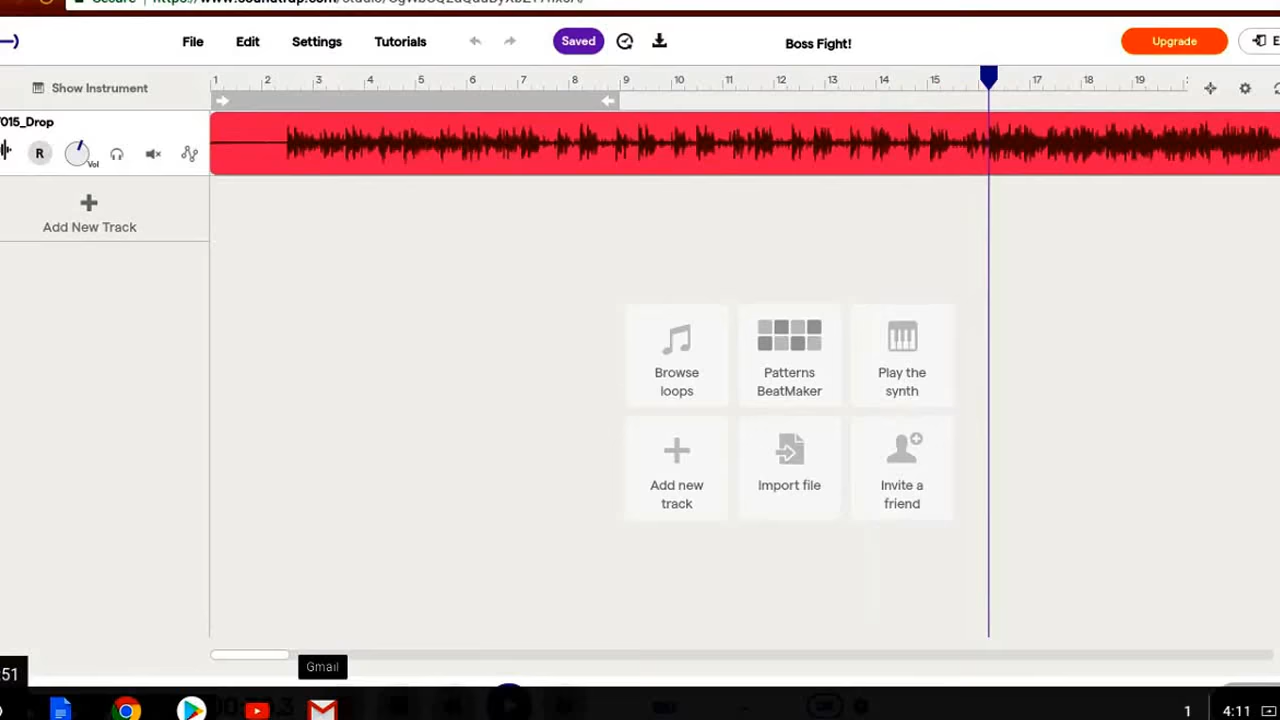 File Edit Settings Tutorials Saved Boss Fight! Upgrade
Show Instrument
1 2 3 4 5 6 7 8 9 10 11 12 13 14 15 17 18 19
015_Drop
R Vol
Add New Track
Browse loops
Patterns BeatMaker
Play the synth
Add new track
Import file
Invite a friend
Gmail
:51
1 4:11